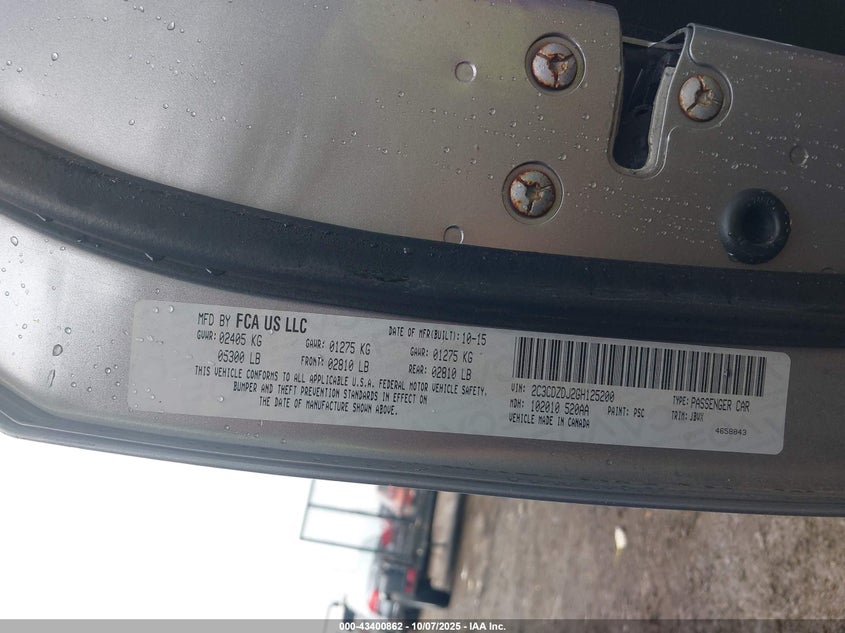 MFD BY FCA US LLC
DATE OF MFR(BUILT): 10-15
GVWR: 02405 KG GAWR: 01275 KG GAWR: 01275 KG
05300 LB FRONT: 02810 LB REAR: 02810 LB
THIS VEHICLE CONFORMS TO ALL APPLICABLE U.S.A. FEDERAL MOTOR VEHICLE SAFETY,
BUMPER AND THEFT PREVENTION STANDARDS IN EFFECT ON
THE DATE OF MANUFACTURE SHOWN ABOVE.
VIN: 2C3CDZDJ2GH125200 TYPE: PASSENGER CAR
MDH: 102010 520AA PAINT: PSC TRIM: JBVX
VEHICLE MADE IN CANADA
4658043
000-43400862 - 10/07/2025 - IAA Inc.